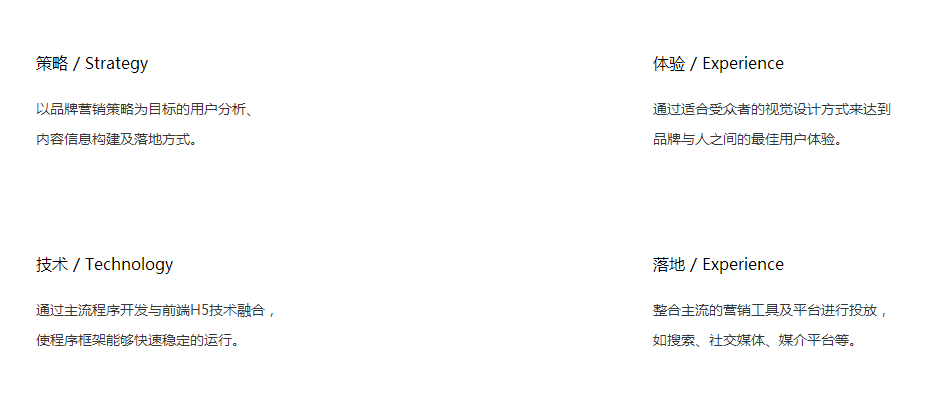 策略 / Strategy
以品牌营销策略为目标的用户分析、
内容信息构建及落地方式。
体验 / Experience
通过适合受众者的视觉设计方式来达到
品牌与人之间的最佳用户体验。
技术 / Technology
通过主流程序开发与前端H5技术融合，
使程序框架能够快速稳定的运行。
落地 / Experience
整合主流的营销工具及平台进行投放，
如搜索、社交媒体、媒介平台等。